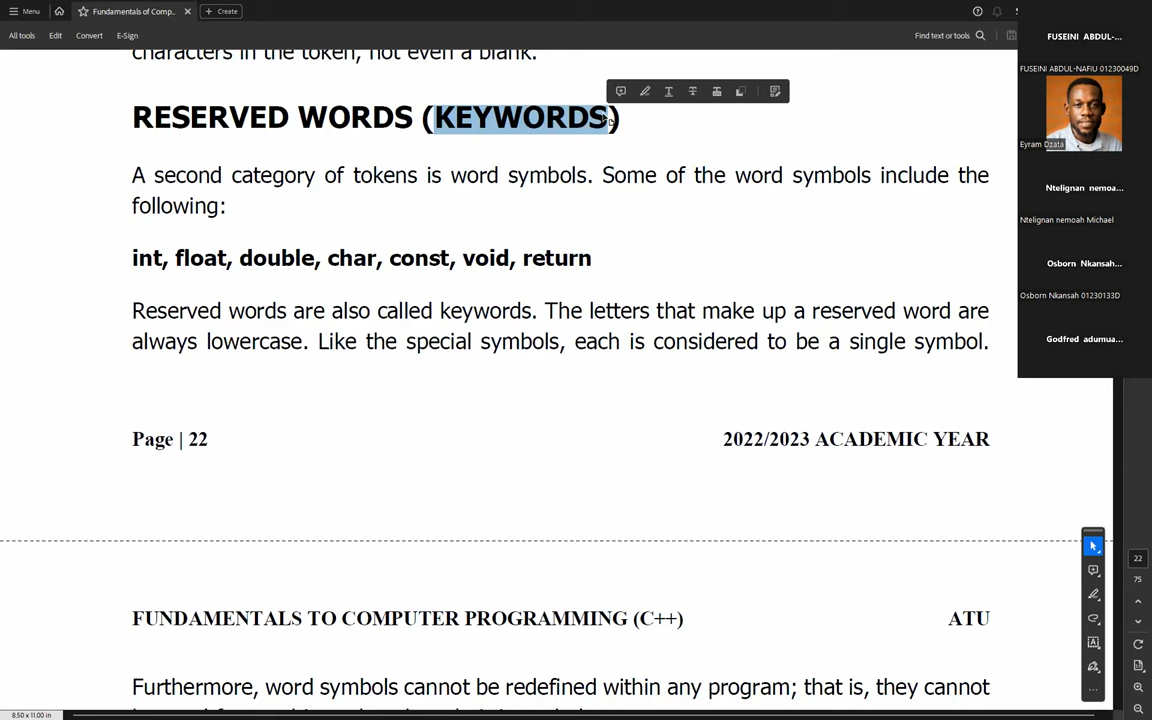 Menu
Fundamentals of Comp...
Create
All tools
Edit
Convert
E-Sign
Find text or tools
characters in the token, not even a blank.
RESERVED WORDS (KEYWORDS)
A second category of tokens is word symbols. Some of the word symbols include the
following:
int, float, double, char, const, void, return
Reserved words are also called keywords. The letters that make up a reserved word are
always lowercase. Like the special symbols, each is considered to be a single symbol.
Page | 22
2022/2023 ACADEMIC YEAR
FUNDAMENTALS TO COMPUTER PROGRAMMING (C++)
ATU
Furthermore, word symbols cannot be redefined within any program; that is, they cannot
8.50 x 11.00 in
FUSEINI ABDUL-...
FUSEINI ABDUL-NAFIU 01230049D
Eyram Dzata
Ntelignan nemoa...
Ntelignan nemoah Michael
Osborn Nkansah...
Osborn Nkansah 01230133D
Godfred adumua...
22
75